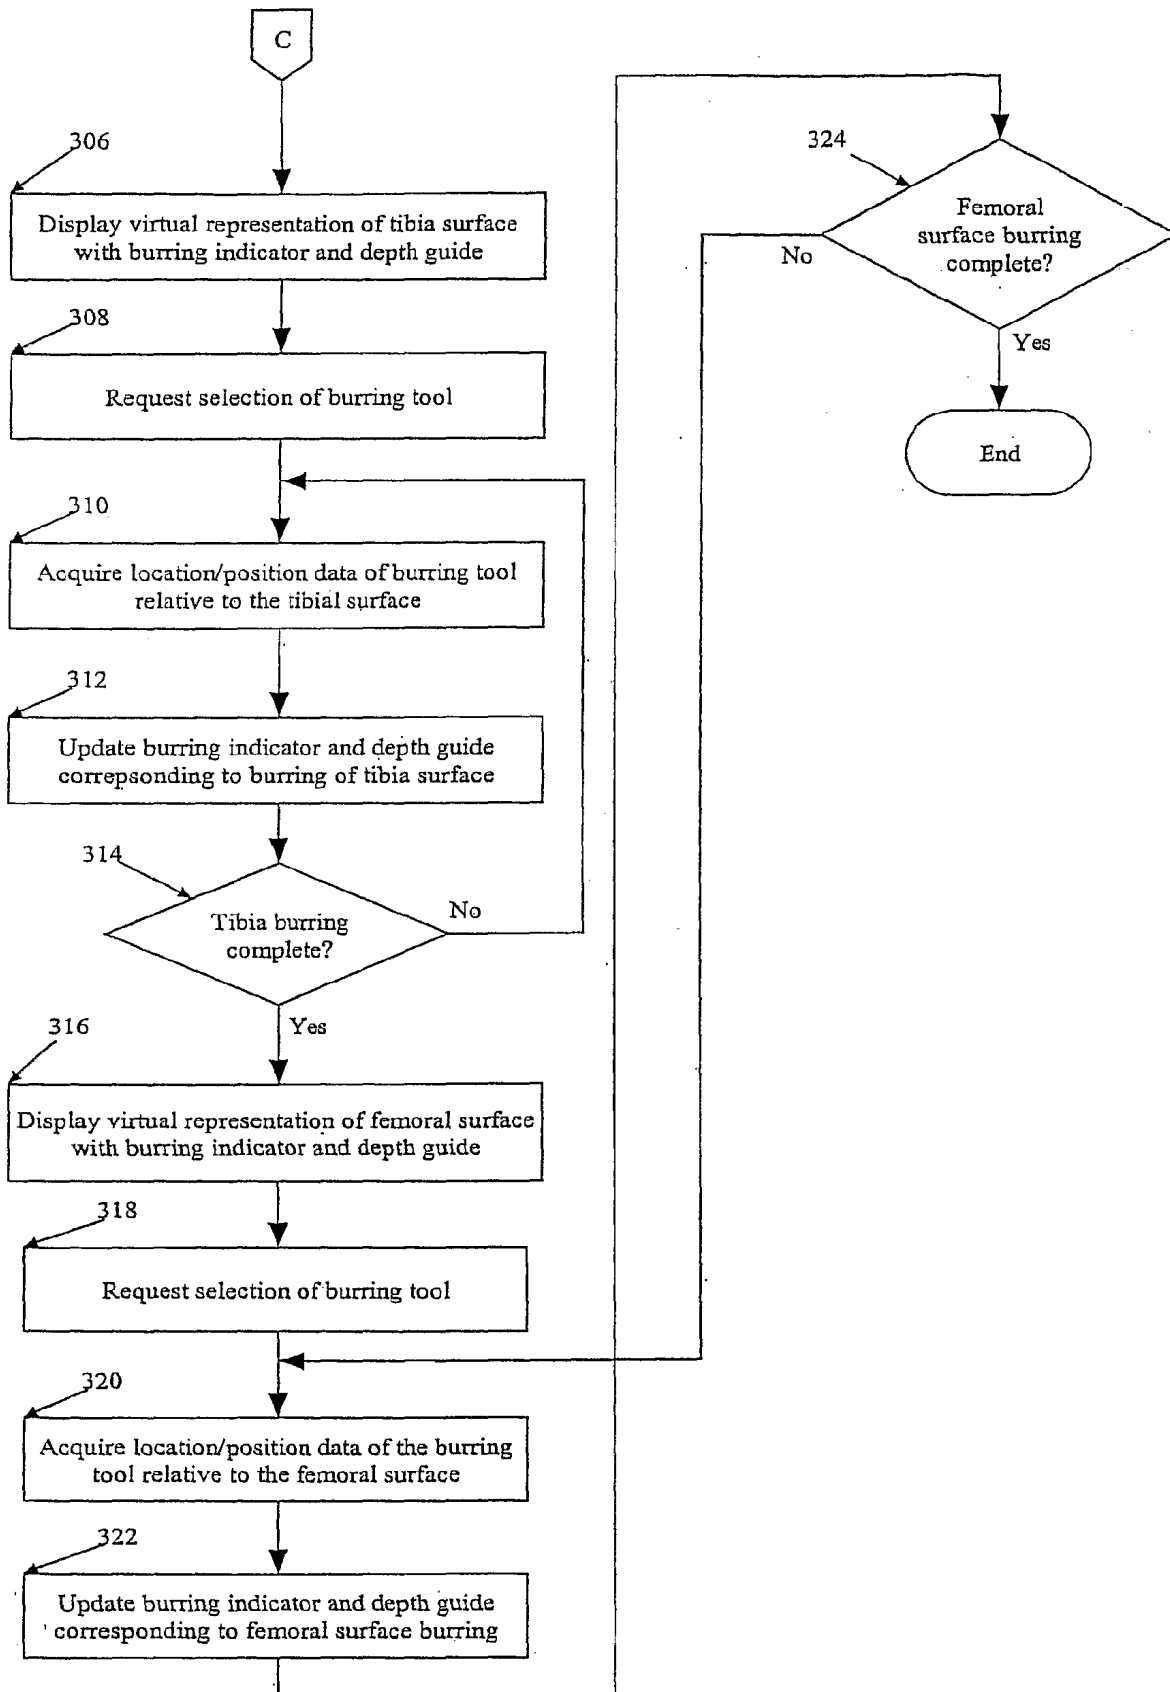 C
306
Display virtual representation of tibia surface
with burring indicator and depth guide
308
Request selection of burring tool
310
Acquire location/position data of burring tool
relative to the tibial surface
312
Update burring indicator and depth guide
correpsonding to burring of tibia surface
314
Tibia burring
complete?
No
Yes
316
Display virtual representation of femoral surface
with burring indicator and depth guide
318
Request selection of burring tool
320
Acquire location/position data of the burring
tool relative to the femoral surface
322
Update burring indicator and depth guide
corresponding to femoral surface burring
324
Femoral
surface burring
complete?
No
Yes
End